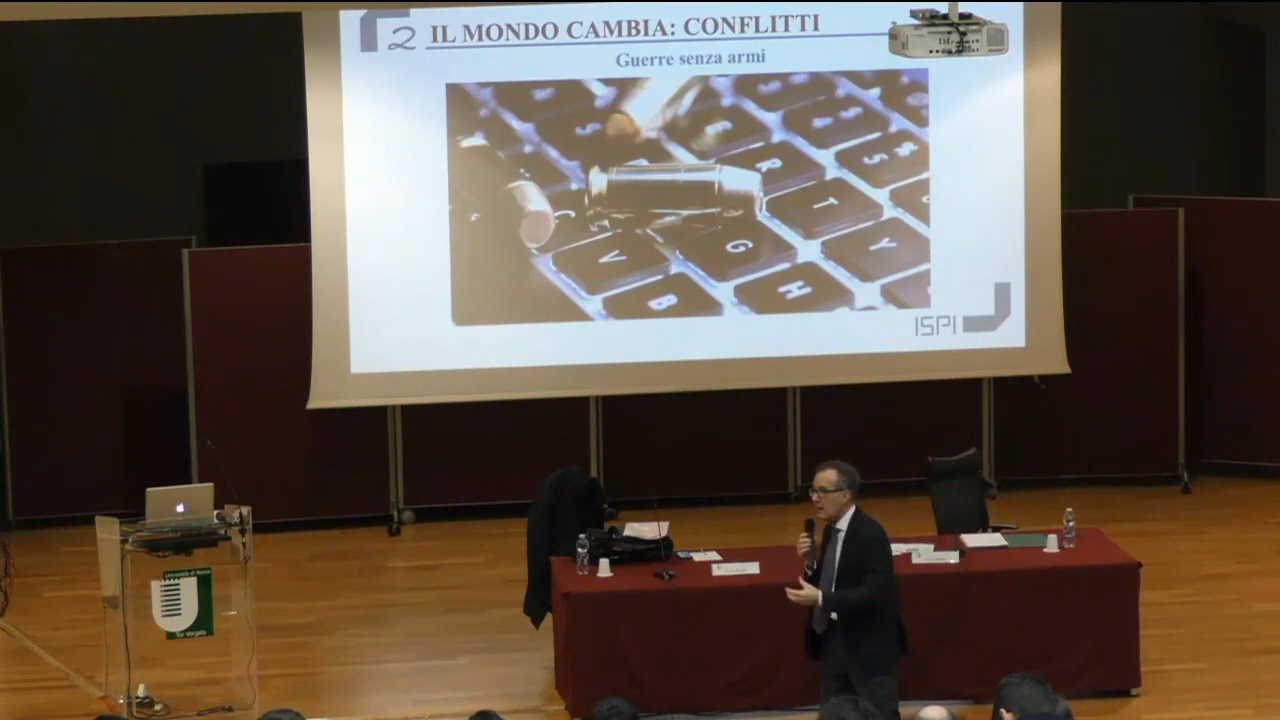 2 IL MONDO CAMBIA: CONFLITTI
Guerre senza armi
R
$
T
C
G
Y
V
H
B
ISPI
Università di Roma
Tor Vergata